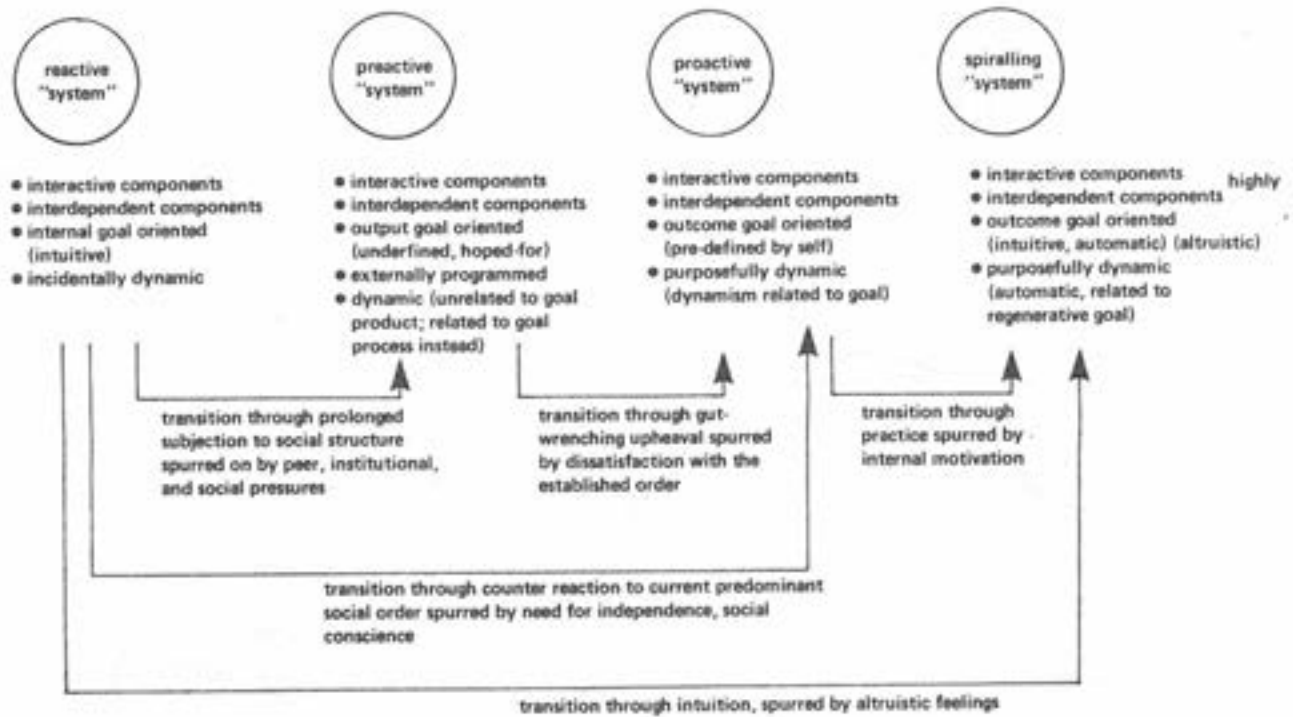 reactive
"system"
preactive
"system"
proactive
"system"
spiralling
"system"
• interactive components
• interdependent components
• internal goal oriented
(intuitive)
• incidentally dynamic
• interactive components
• interdependent components
• output goal oriented
(underfined, hoped-for)
• externally programmed
• dynamic (unrelated to goal
product; related to goal
process instead)
• interactive components
• interdependent components
• outcome goal oriented
(pre-defined by self)
• purposefully dynamic
(dynamism related to goal)
• interactive components highly
• interdependent components
• outcome goal oriented
(intuitive, automatic) (altruistic)
• purposefully dynamic
(automatic, related to
regenerative goal)
transition through prolonged
subjection to social structure
spurred on by peer, institutional,
and social pressures
transition through gut-
wrenching upheaval spurred
by dissatisfaction with the
established order
transition through
practice spurred by
internal motivation
transition through counter reaction to current predominant
social order spurred by need for independence, social
conscience
transition through intuition, spurred by altruistic feelings